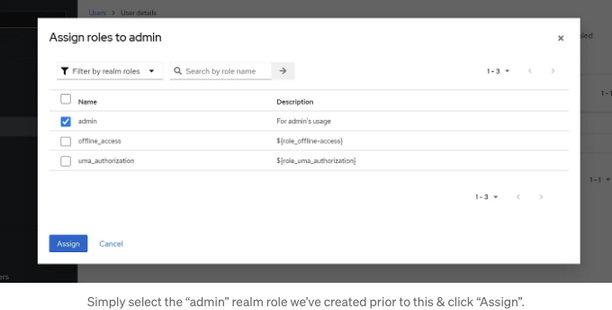 Users > User details
Assign roles to admin
Filter by realm roles
Search by role name
1-3
Name Description
admin For admin's usage
offline_access ${role_offline-access}
uma_authorization ${role_uma_authorization}
1-3
1-1
Assign Cancel
Simply select the “admin” realm role we’ve created prior to this & click “Assign”.